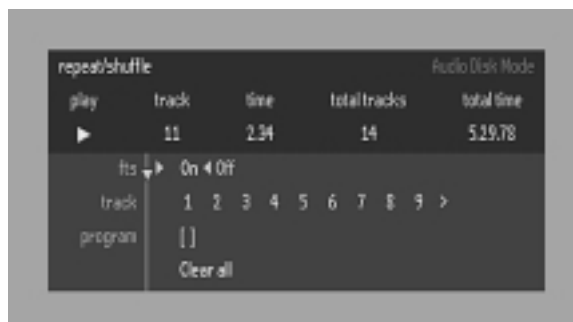 repeat/shuffle Audio Disk Mode
play track time total tracks total time
11 2.34 14 5.29.78
fts On Off
track 1 2 3 4 5 6 7 8 9 >
program [ ]
Clear all